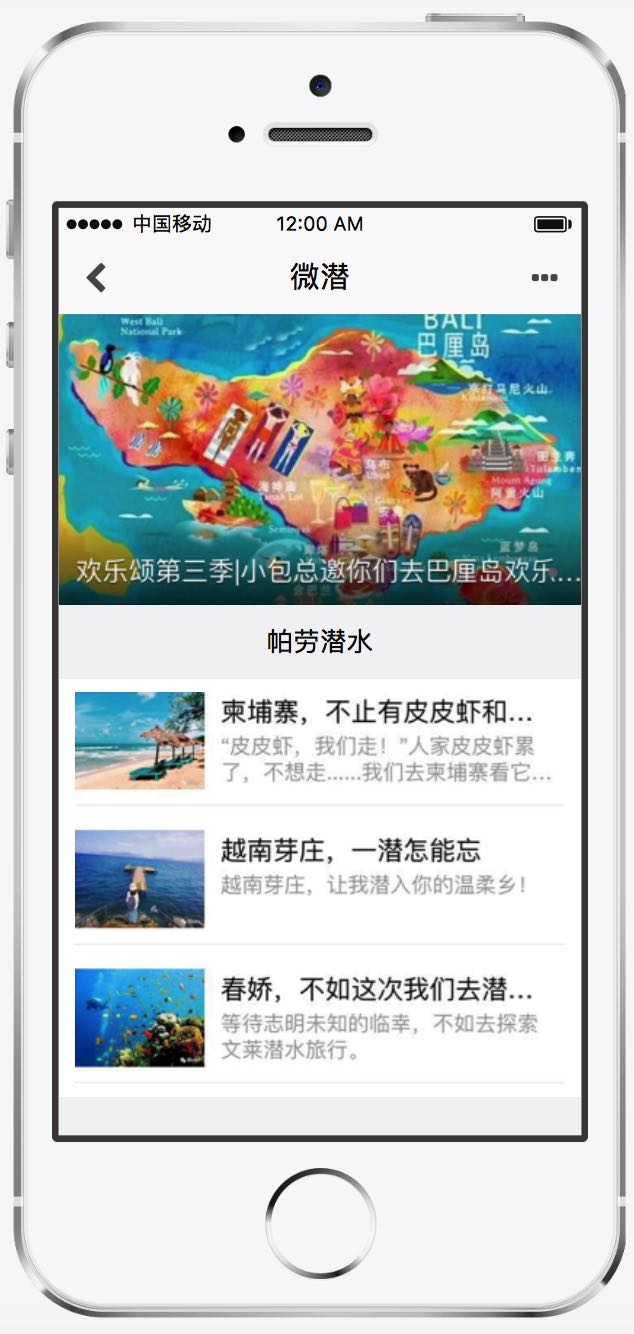 中国移动
12:00 AM
微潜
West Bali
National Park
BALI
巴厘岛
京打马尼火山
Kintamani
图兰奔
Tulamben
乌布
Ubud
海神庙
Tanah Lot
Mount Agung
阿贡火山
Gianyar
Seminyak
蓝梦岛
欢乐颂第三季|小包总邀你们去巴厘岛欢乐…
帕劳潜水
柬埔寨，不止有皮皮虾和…
“皮皮虾，我们走！”人家皮皮虾累
了，不想走......我们去柬埔寨看它…
越南芽庄，一潜怎能忘
越南芽庄，让我潜入你的温柔乡！
春娇，不如这次我们去潜…
等待志明未知的临幸，不如去探索
文莱潜水旅行。